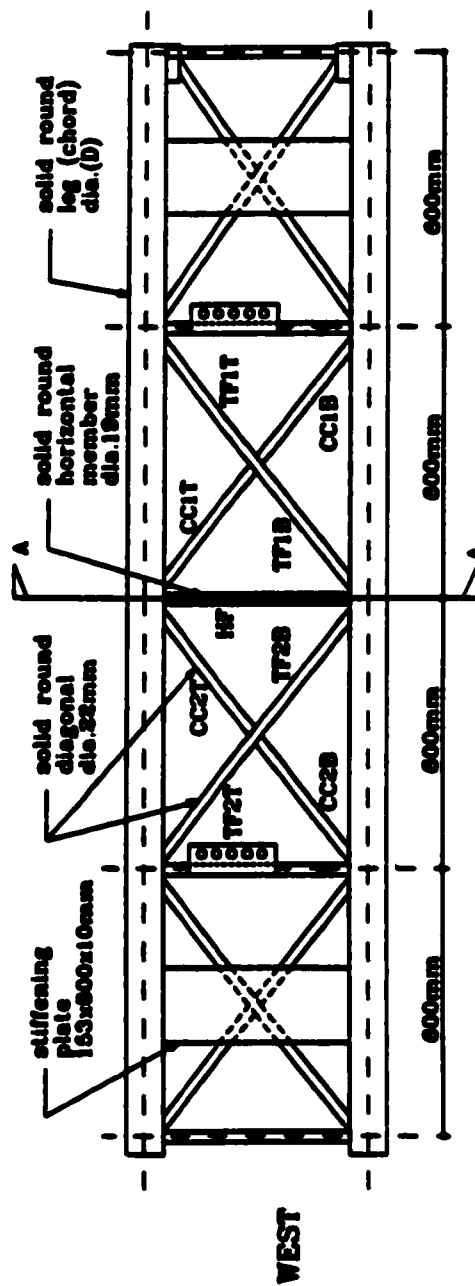 solid round
leg (chord)
dia.(D)
solid round
horizontal
member
dia.19mm
solid round
diagonal
dia.22mm
stiffening
plate
153x600x10mm
A
A
TF1T
CC1B
CC1T
TF1B
HF
TF2B
CC2T
CC2B
TF2T
600mm
600mm
600mm
600mm
WEST